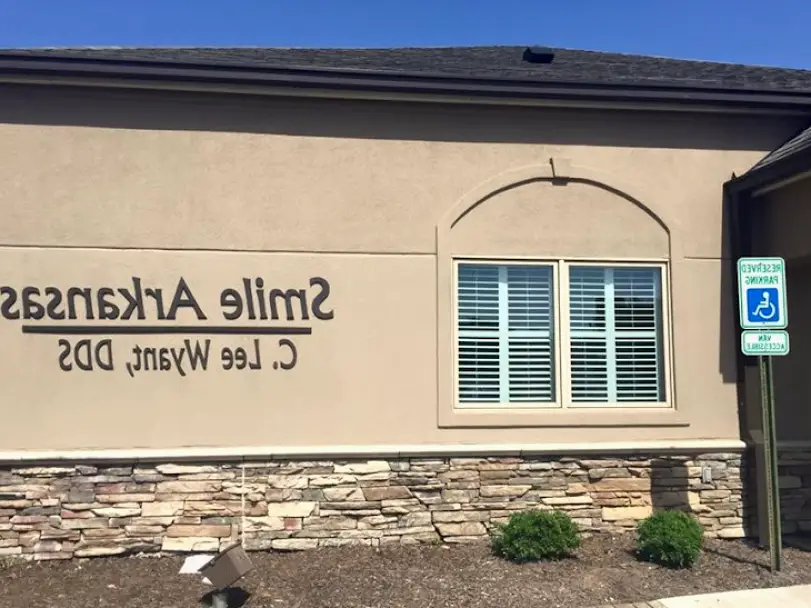 Smile Arkansas
C. Lee Wyant, DDS
RESERVED
PARKING
VAN
ACCESSIBLE